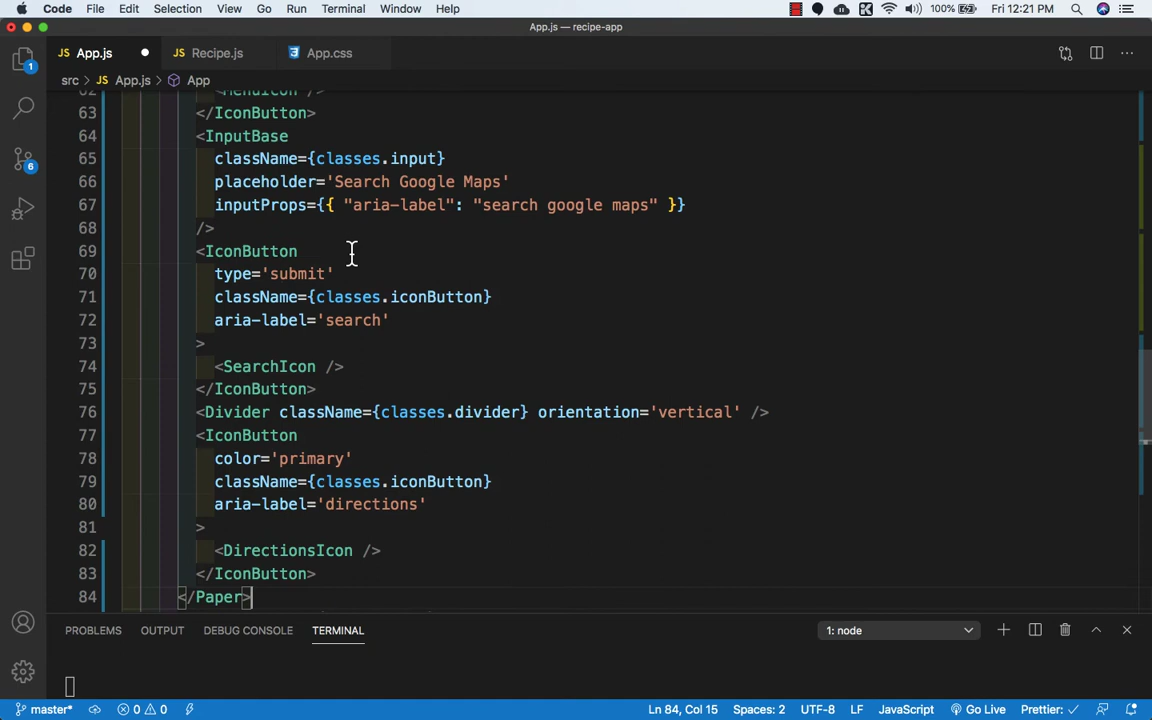 Code File Edit Selection View Go Run Terminal Window Help 100% Fri 12:21 PM
App.js — recipe-app
JS App.js JS Recipe.js App.css
src > JS App.js > App
62 <MenuIcon />
63 </IconButton>
64 <InputBase
65 className={classes.input}
66 placeholder='Search Google Maps'
67 inputProps={{ "aria-label": "search google maps" }}
68 />
69 <IconButton
70 type='submit'
71 className={classes.iconButton}
72 aria-label='search'
73 >
74 <SearchIcon />
75 </IconButton>
76 <Divider className={classes.divider} orientation='vertical' />
77 <IconButton
78 color='primary'
79 className={classes.iconButton}
80 aria-label='directions'
81 >
82 <DirectionsIcon />
83 </IconButton>
84 </Paper>
1
6
PROBLEMS OUTPUT DEBUG CONSOLE TERMINAL 1: node
master* 0 0 Ln 84, Col 15 Spaces: 2 UTF-8 LF JavaScript Go Live Prettier: ✓